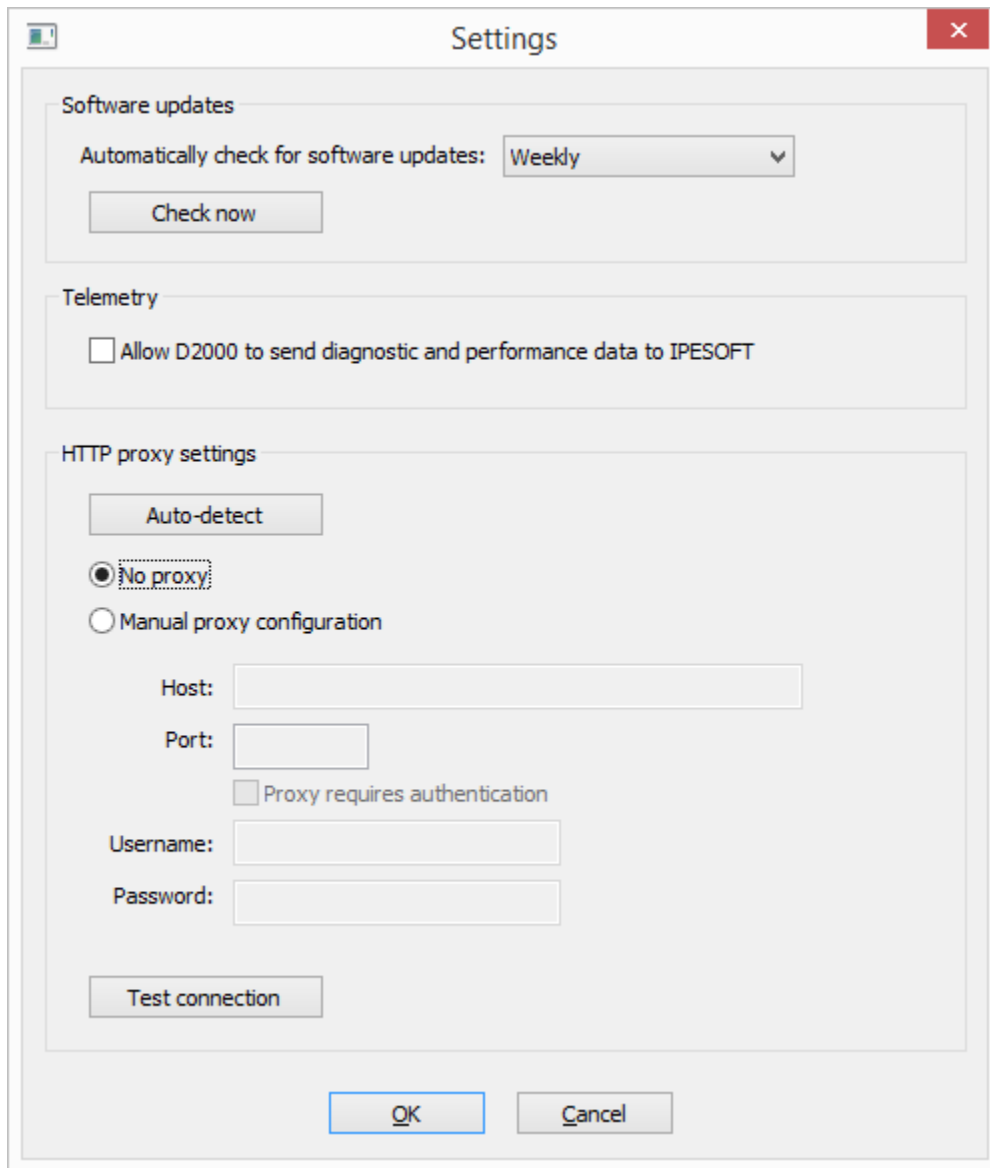 Settings
Software updates
Automatically check for software updates: Weekly
Check now
Telemetry
Allow D2000 to send diagnostic and performance data to IPESOFT
HTTP proxy settings
Auto-detect
No proxy
Manual proxy configuration
Host:
Port:
Proxy requires authentication
Username:
Password:
Test connection
OK Cancel